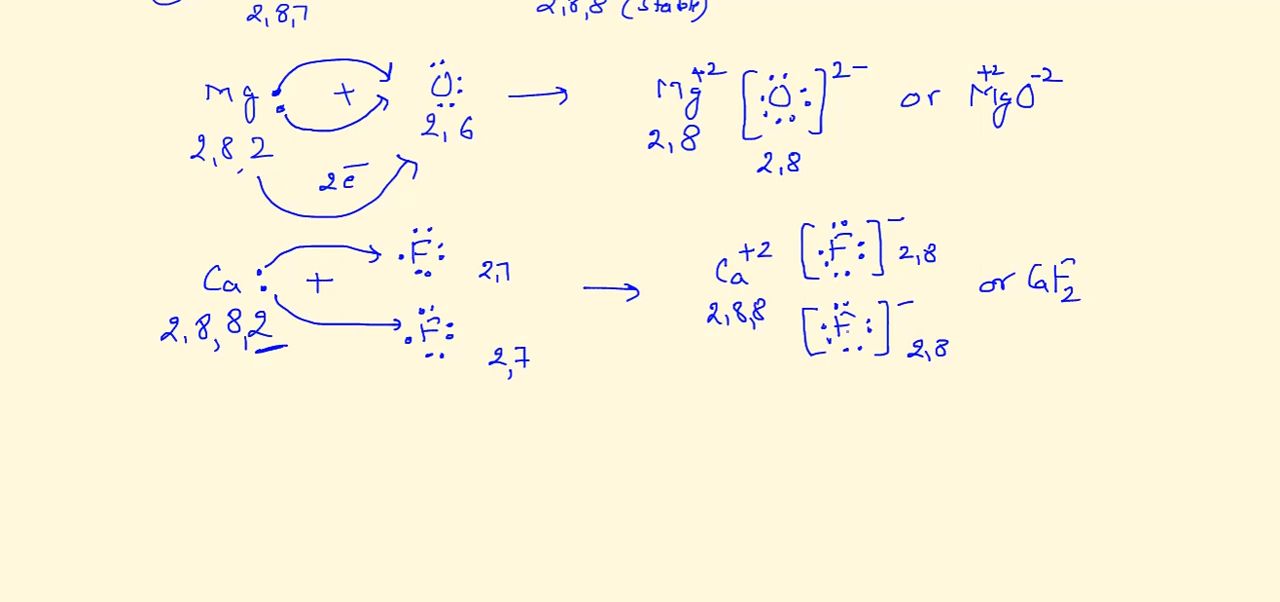 2,8,7 2,8,8 (Stable)
Mg: + Ö: → Mg+2 [:Ö:]2− or Mg+2O−2
2,8,2 2,6 2,8 2,8
2e−
Ca: + ·F: 2,7 → Ca+2 [:F:]− 2,8 or CaF2−
2,8,8,2 ·F: 2,7 2,8,8 [:F:]− 2,8